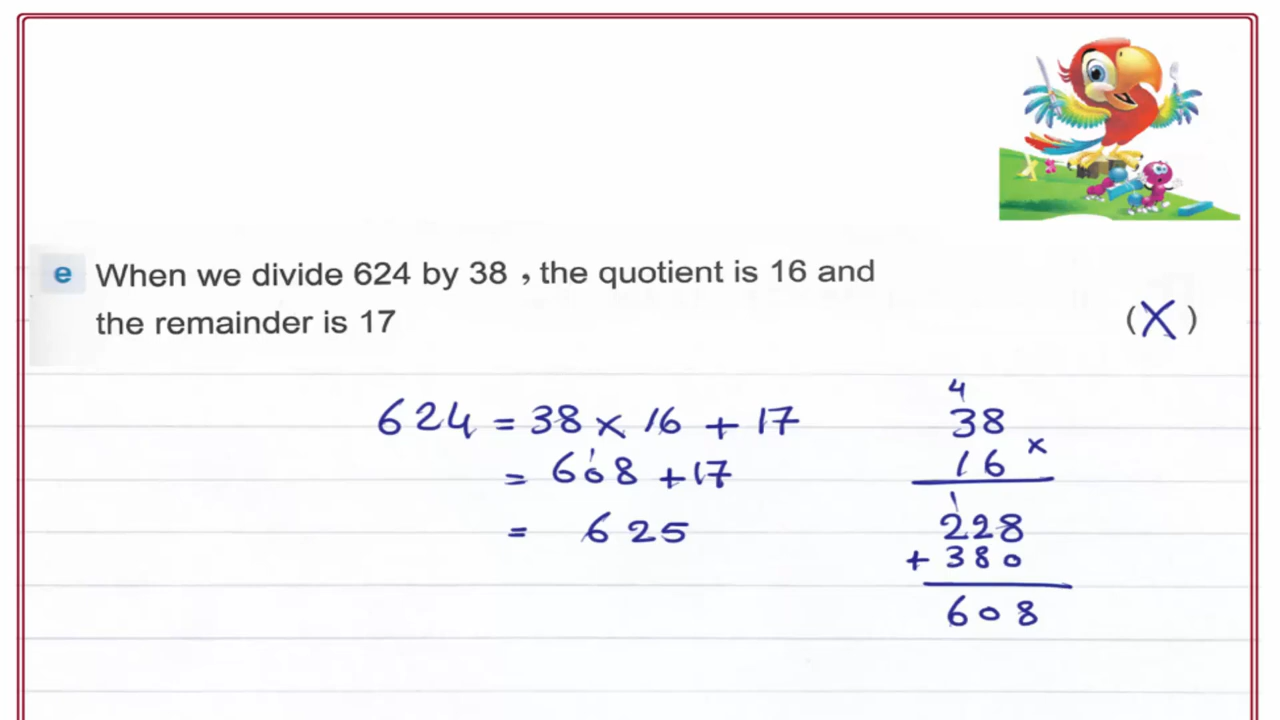 e When we divide 624 by 38 , the quotient is 16 and
the remainder is 17
(X)
624 = 38 × 16 + 17
= 608 + 17
1
= 625
4
38
16 ×
1
228
+ 380
608